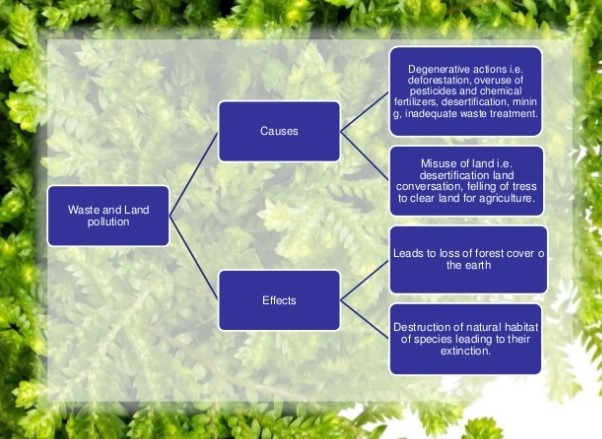 Waste and Land
pollution
Causes
Effects
Degenerative actions i.e.
deforestation, overuse of
pesticides and chemical
fertilizers, desertification, minin
g, inadequate waste treatment.
Misuse of land i.e.
desertification land
conversation, felling of tress
to clear land for agriculture.
Leads to loss of forest cover o
the earth
Destruction of natural habitat
of species leading to their
extinction.